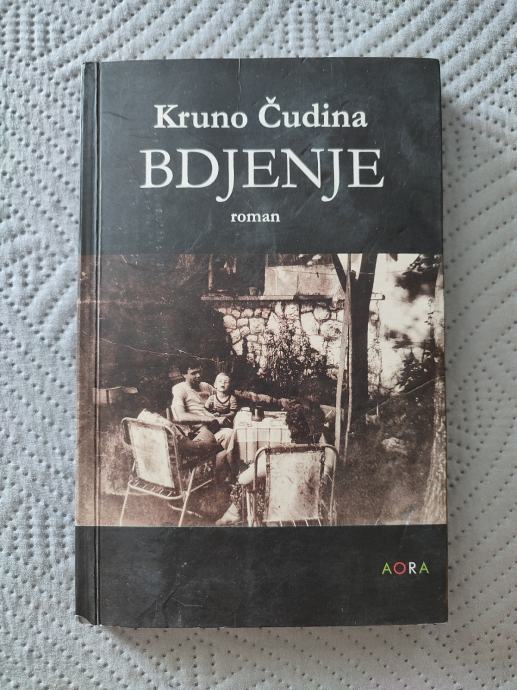 Kruno Čudina
BDJENJE
roman
AORA